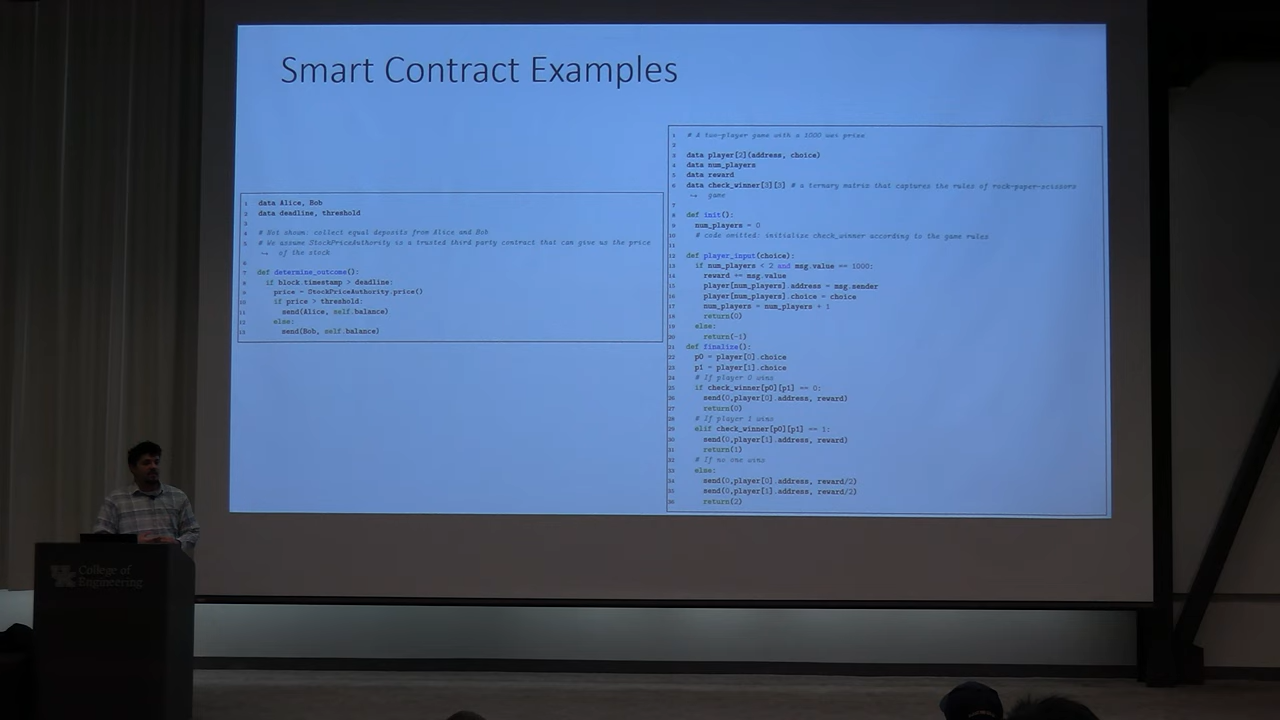 Smart Contract Examples
1 data Alice, Bob
2 data deadline, threshold
3
4 # Not shown: collect equal deposits from Alice and Bob
5 # We assume StockPriceAuthority is a trusted third party contract that can give us the price
↪ of the stock
6
7 def determine_outcome():
8 if block.timestamp > deadline:
9 price = StockPriceAuthority.price()
10 if price > threshold:
11 send(Alice, self.balance)
12 else:
13 send(Bob, self.balance)
1 # A two-player game with a 1000 wei prize
2
3 data player[2](address, choice)
4 data num_players
5 data reward
6 data check_winner[3][3] # a ternary matrix that captures the rules of rock-paper-scissors
↪ game
7
8 def init():
9 num_players = 0
10 # code omitted: initialize check_winner according to the game rules
11
12 def player_input(choice):
13 if num_players < 2 and msg.value == 1000:
14 reward += msg.value
15 player[num_players].address = msg.sender
16 player[num_players].choice = choice
17 num_players = num_players + 1
18 return(0)
19 else:
20 return(-1)
21 def finalize():
22 p0 = player[0].choice
23 p1 = player[1].choice
24 # If player 0 wins
25 if check_winner[p0][p1] == 0:
26 send(0,player[0].address, reward)
27 return(0)
28 # If player 1 wins
29 elif check_winner[p0][p1] == 1:
30 send(0,player[1].address, reward)
31 return(1)
32 # If no one wins
33 else:
34 send(0,player[0].address, reward/2)
35 send(0,player[1].address, reward/2)
36 return(2)
College of
Engineering